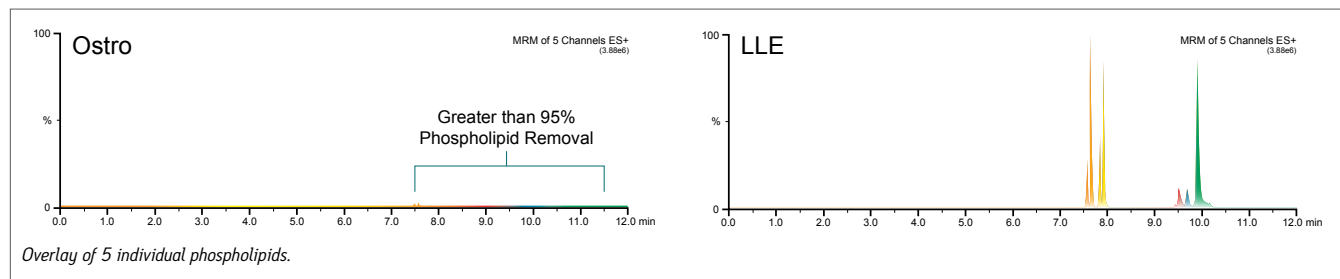 Ostro
MRM of 5 Channels ES+
(3.88e6)
100
%
0
Greater than 95%
Phospholipid Removal
0.0 1.0 2.0 3.0 4.0 5.0 6.0 7.0 8.0 9.0 10.0 11.0 12.0 min
LLE
MRM of 5 Channels ES+
(3.88e6)
100
%
0
0.0 1.0 2.0 3.0 4.0 5.0 6.0 7.0 8.0 9.0 10.0 11.0 12.0 min
Overlay of 5 individual phospholipids.